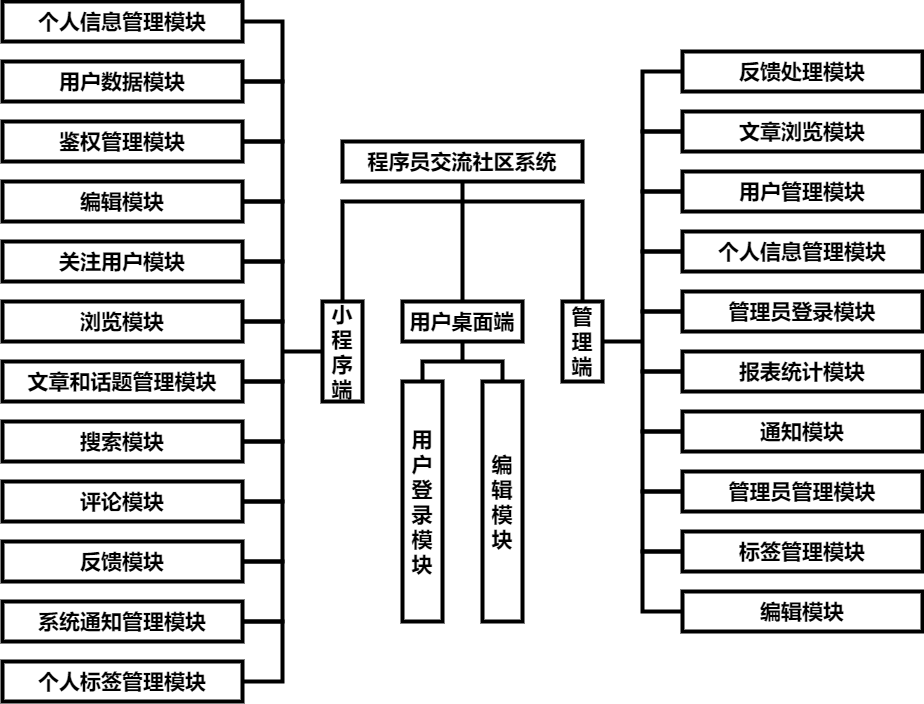 程序员交流社区系统
小程序端
个人信息管理模块
用户数据模块
鉴权管理模块
编辑模块
关注用户模块
浏览模块
文章和话题管理模块
搜索模块
评论模块
反馈模块
系统通知管理模块
个人标签管理模块
用户桌面端
用户登录模块
编辑模块
管理端
反馈处理模块
文章浏览模块
用户管理模块
个人信息管理模块
管理员登录模块
报表统计模块
通知模块
管理员管理模块
标签管理模块
编辑模块